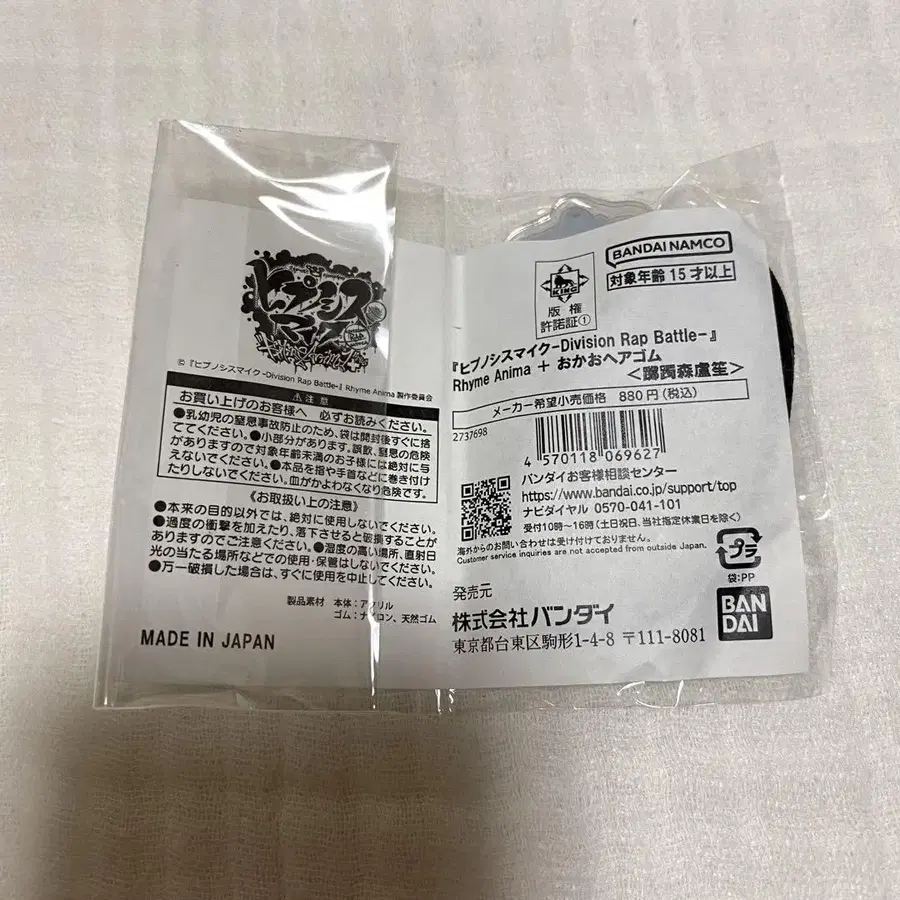 ヒプノシス
マイク
Rhyme Anima +
©『ヒプノシスマイク-Division Rap Battle-』Rhyme Anima 製作委員会
⚠注意
お買い上げのお客様へ 必ずお読みください。
●乳幼児の窒息事故防止のため、袋は開封後すぐに捨
ててください。●小部分があります。誤飲、窒息の危険
がありますので対象年齢未満のお子様には絶対に与
えないでください。●本品を指や手首などに巻き付け
たりしないでください。血がかよわなくなり危険です。
《お取扱い上の注意》
●本来の目的以外では、絶対に使用しないでください。
●過度の衝撃を加えたり、落下させると破損することが
ありますのでご注意ください。●湿度の高い場所、直射日
光の当たる場所などでの使用・保管はしないでください。
●万一破損した場合は、すぐに使用を中止してください。
製品素材 本体：アクリル
ゴム：ナイロン、天然ゴム
MADE IN JAPAN
BANDAI NAMCO
対象年齢15才以上
KING
版権
許諾証①
『ヒプノシスマイク-Division Rap Battle-』
Rhyme Anima + おかおヘアゴム
＜躑躅森盧笙＞
メーカー希望小売価格 880円(税込)
2737698
4 570118 069627
バンダイお客様相談センター
https://www.bandai.co.jp/support/top
ナビダイヤル 0570-041-101
受付10時～16時(土日祝日、当社指定休業日を除く)
海外からのお問い合わせは受け付けておりません。
Customer service inquiries are not accepted from outside Japan.
プラ
袋:PP
発売元
株式会社バンダイ
東京都台東区駒形1-4-8 〒111-8081
BAN
DAI